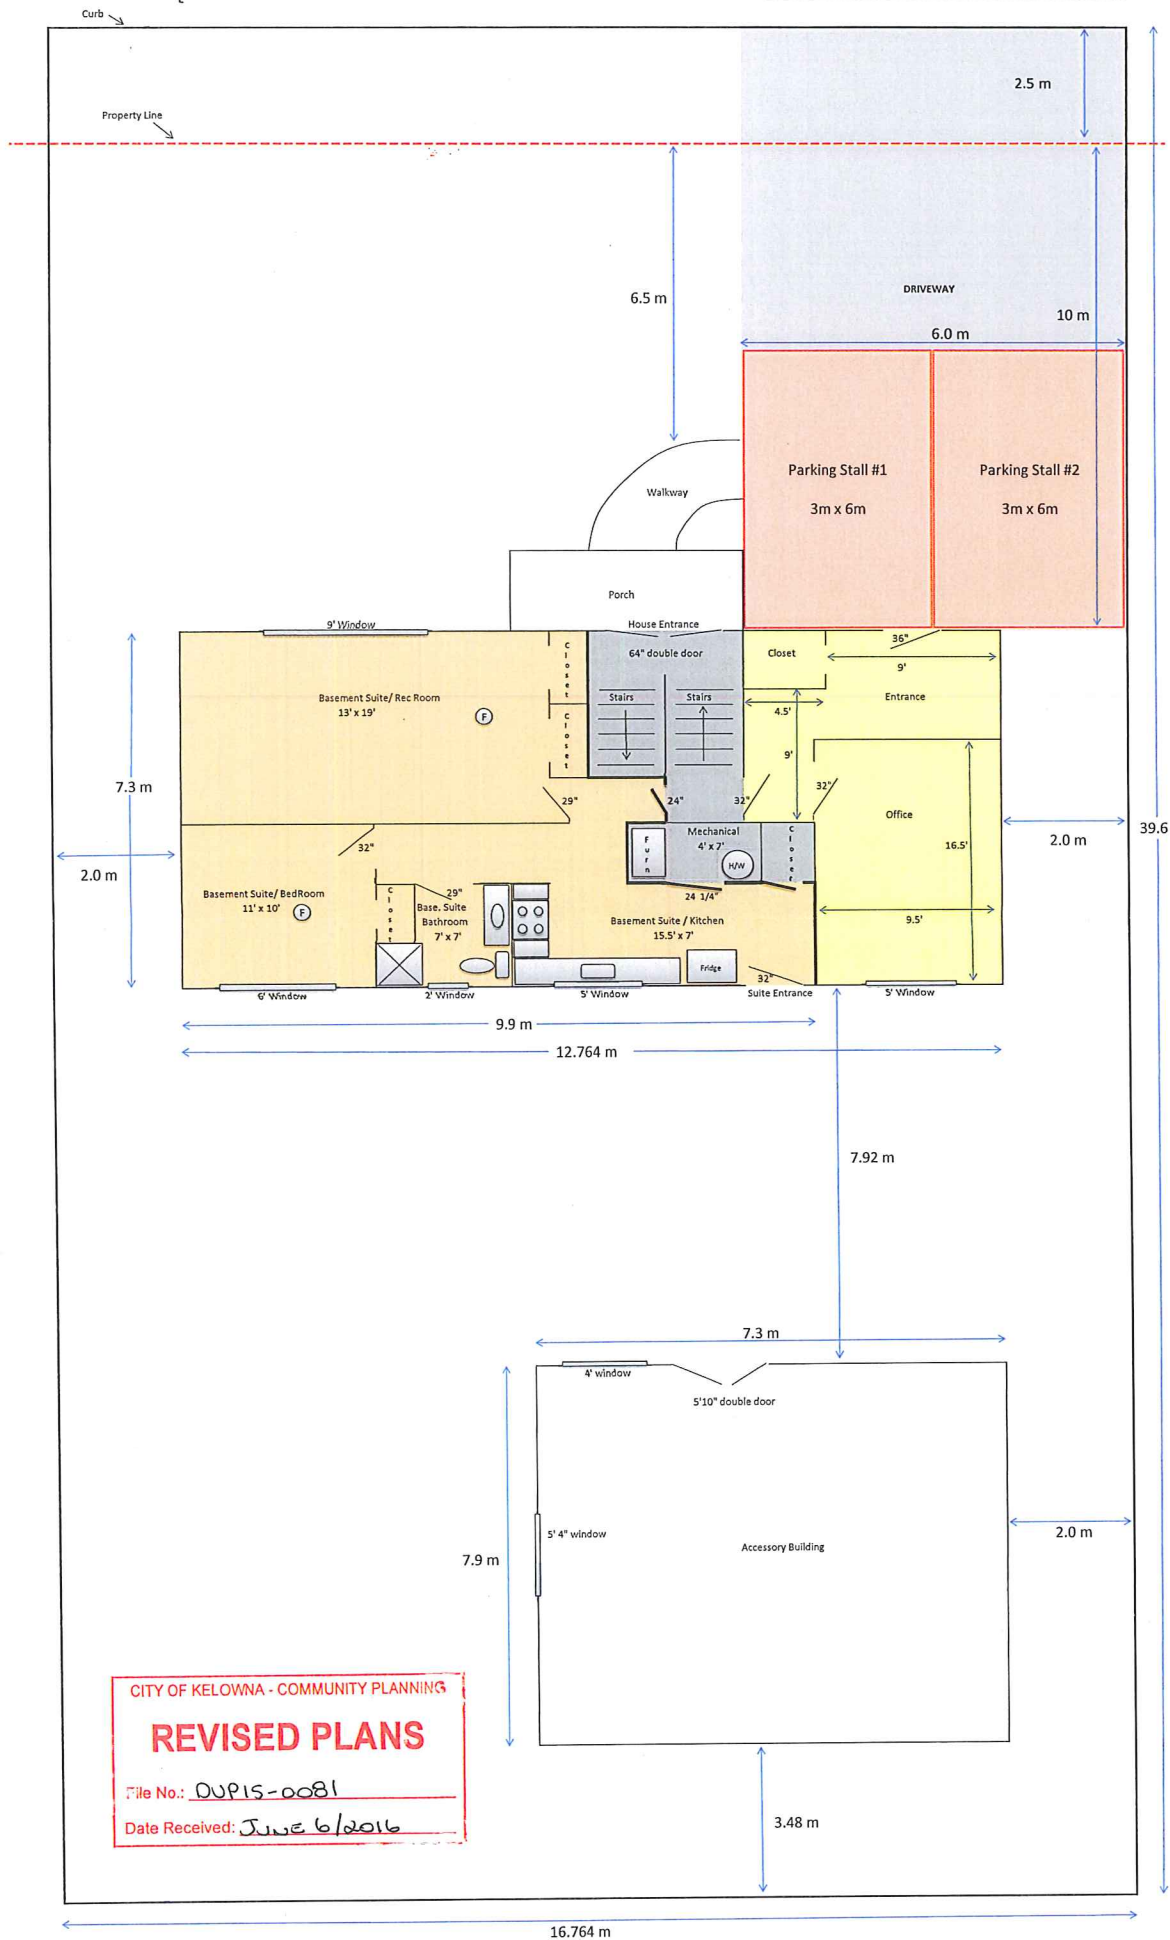 Curb
2.5 m
Property Line
6.5 m
DRIVEWAY
10 m
6.0 m
Parking Stall #1
3m x 6m
Parking Stall #2
3m x 6m
Walkway
Porch
House Entrance
9' Window
64" double door
Closet
36"
9'
Entrance
Closet
Closet
Stairs
Stairs
Basement Suite/ Rec Room
13' x 19'
F
4.5'
9'
7.3 m
29"
24"
32"
32"
Office
16.5'
2.0 m
39.6
2.0 m
32"
Mechanical
4' x 7'
Furn
H/W
Closet
24 1/4"
Basement Suite/ BedRoom
11' x 10'
F
Closet
29"
Base. Suite
Bathroom
7' x 7'
Basement Suite / Kitchen
15.5' x 7'
9.5'
Fridge
32"
6' Window
2' Window
5' Window
Suite Entrance
5' Window
9.9 m
12.764 m
7.92 m
7.3 m
4' window
5'10" double door
5' 4" window
7.9 m
Accessory Building
2.0 m
CITY OF KELOWNA - COMMUNITY PLANNING
REVISED PLANS
File No.: DUP15-0081
Date Received: JUNE 6/2016
3.48 m
16.764 m